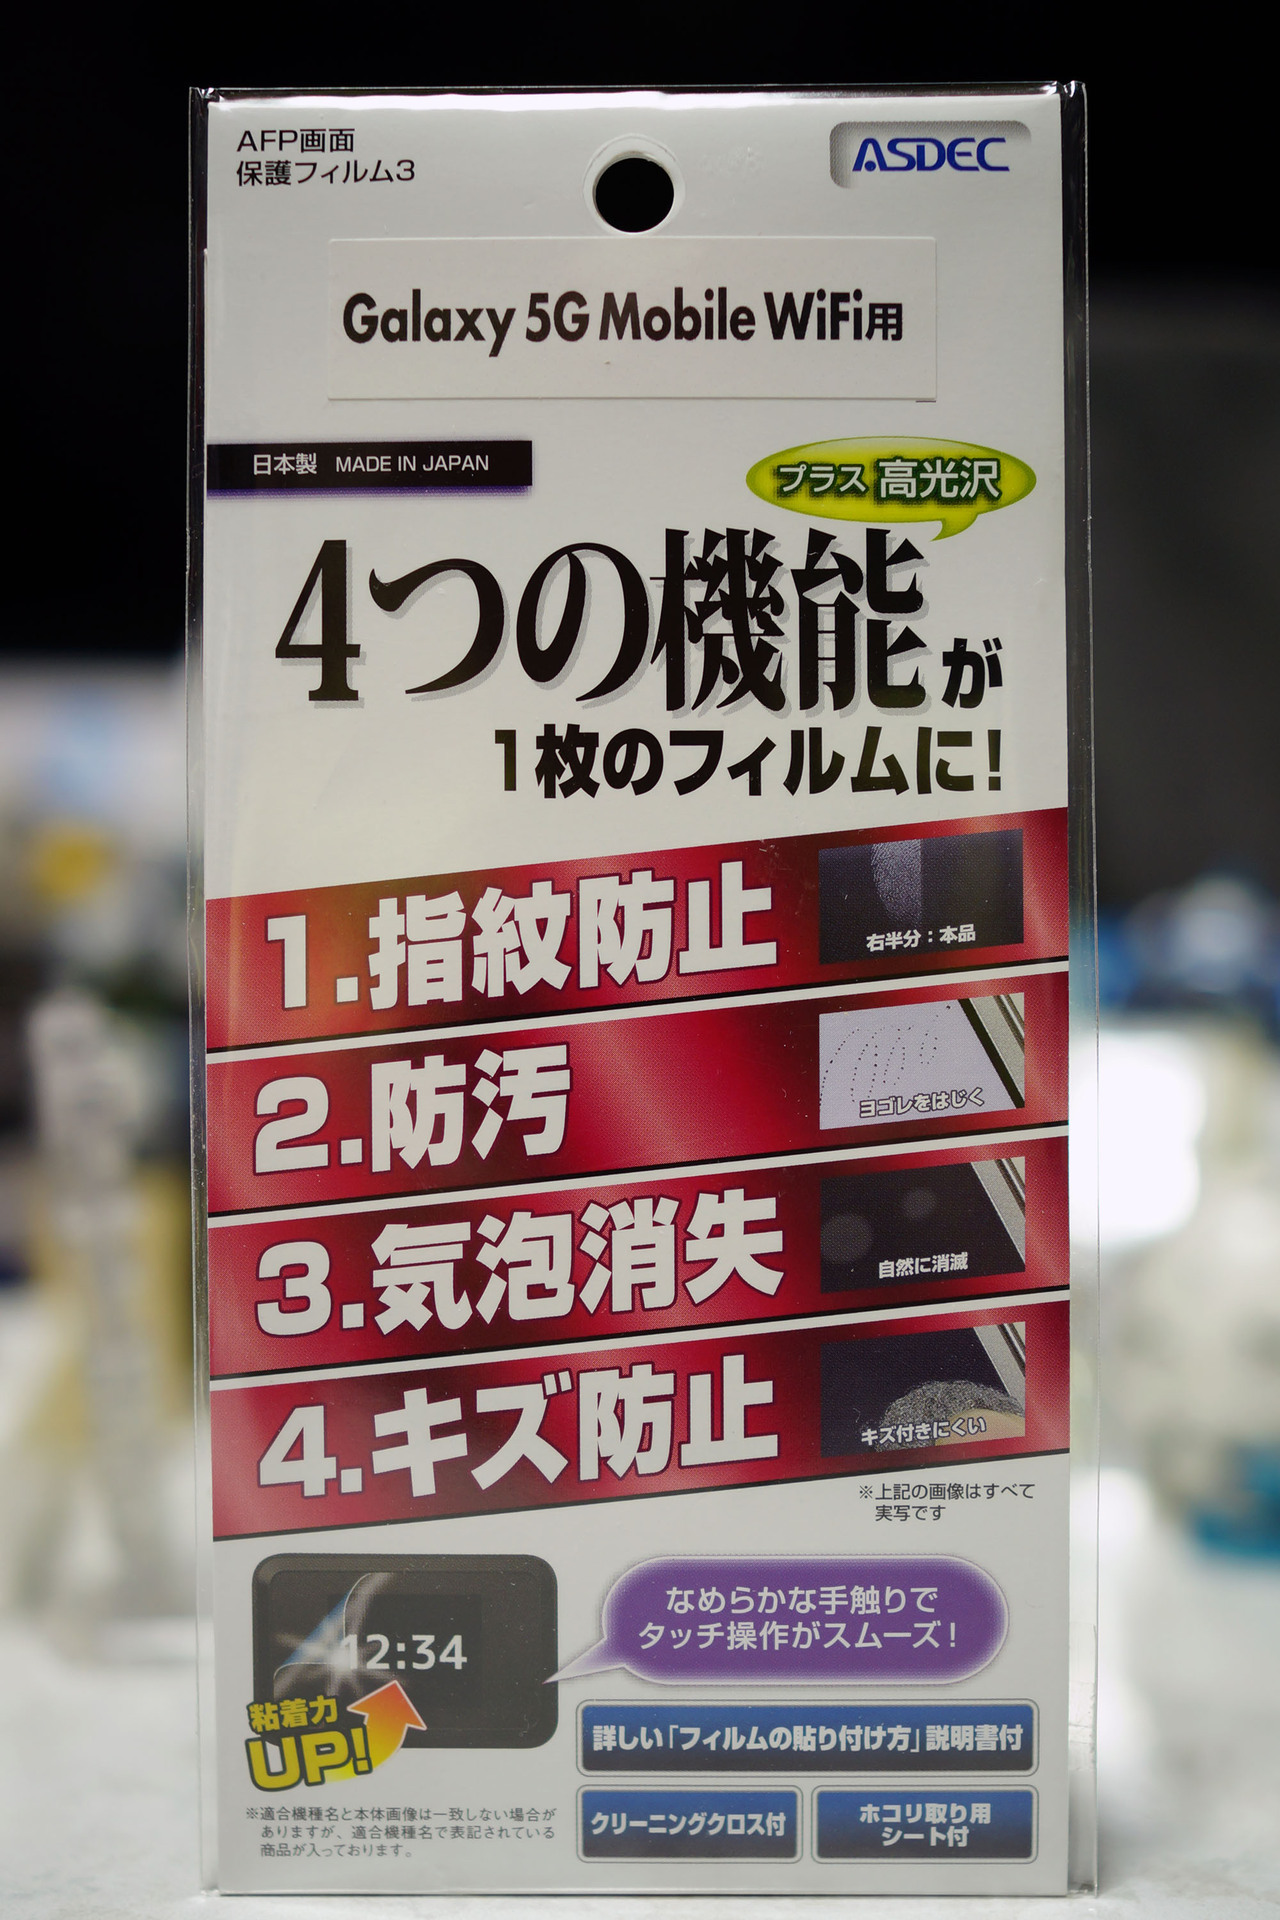 AFP画面
保護フィルム3
ASDEC
Galaxy 5G Mobile WiFi用
日本製 MADE IN JAPAN
プラス 高光沢
4つの機能が
1枚のフィルムに!
1.指紋防止
右半分:本品
2.防汚
ヨゴレをはじく
3.気泡消失
自然に消滅
4.キズ防止
キズ付きにくい
※上記の画像はすべて
実写です
12:34
なめらかな手触りで
タッチ操作がスムーズ!
粘着力
UP!
詳しい「フィルムの貼り付け方」説明書付
クリーニングクロス付
ホコリ取り用
シート付
※適合機種名と本体画像は一致しない場合が
ありますが、適合機種名で表記されている
商品が入っております。